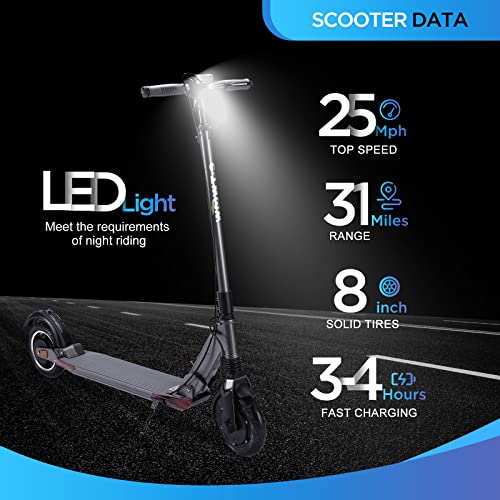 SCOOTER DATA
25 Mph
TOP SPEED
LED Light
Meet the requirements
of night riding
31 Miles
RANGE
8 inch
SOLID TIRES
3-4 Hours
FAST CHARGING